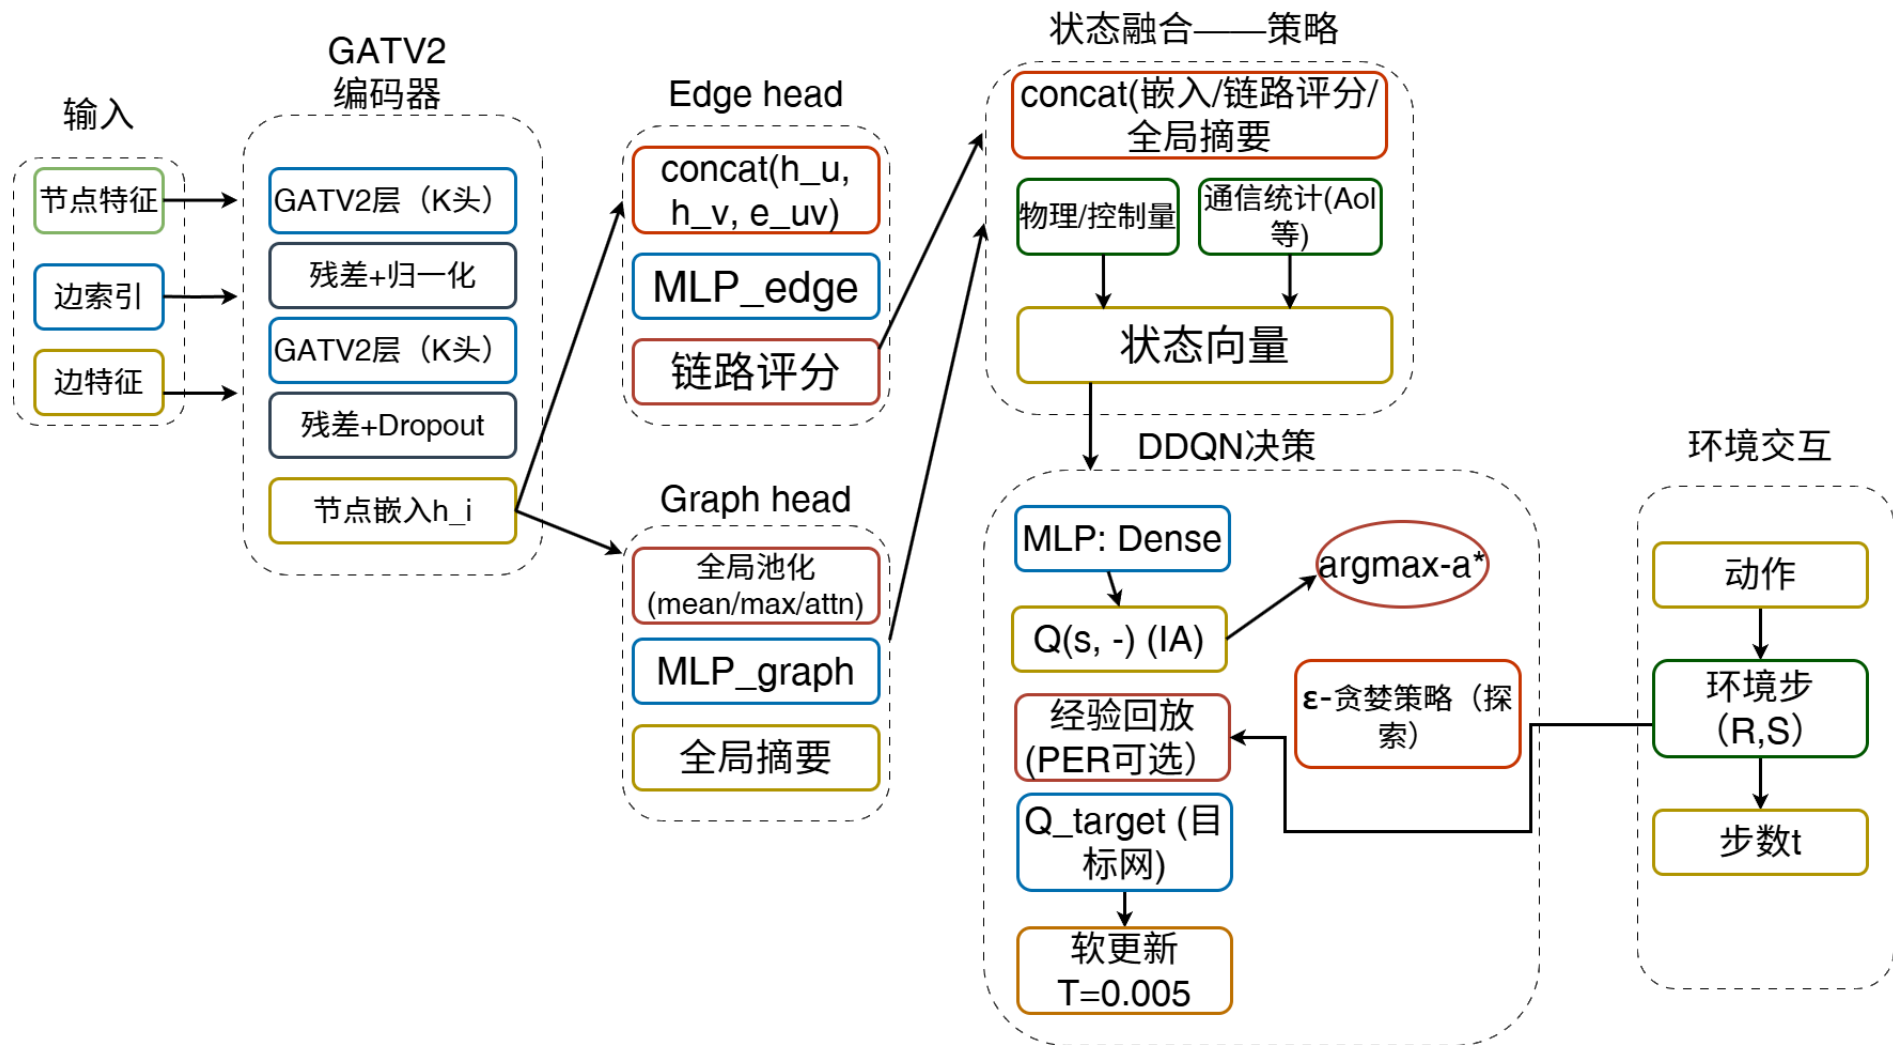 输入
节点特征
边索引
边特征
GATV2
编码器
GATV2层（K头）
残差+归一化
GATV2层（K头）
残差+Dropout
节点嵌入h_i
Edge head
concat(h_u,
h_v, e_uv)
MLP_edge
链路评分
Graph head
全局池化
(mean/max/attn)
MLP_graph
全局摘要
状态融合——策略
concat(嵌入/链路评分/
全局摘要
物理/控制量
通信统计(AoI
等)
状态向量
DDQN决策
MLP: Dense
argmax-a*
Q(s, -) (IA)
ε-贪婪策略（探
索）
经验回放
(PER可选）
Q_target (目
标网)
软更新
T=0.005
环境交互
动作
环境步
（R,S）
步数t